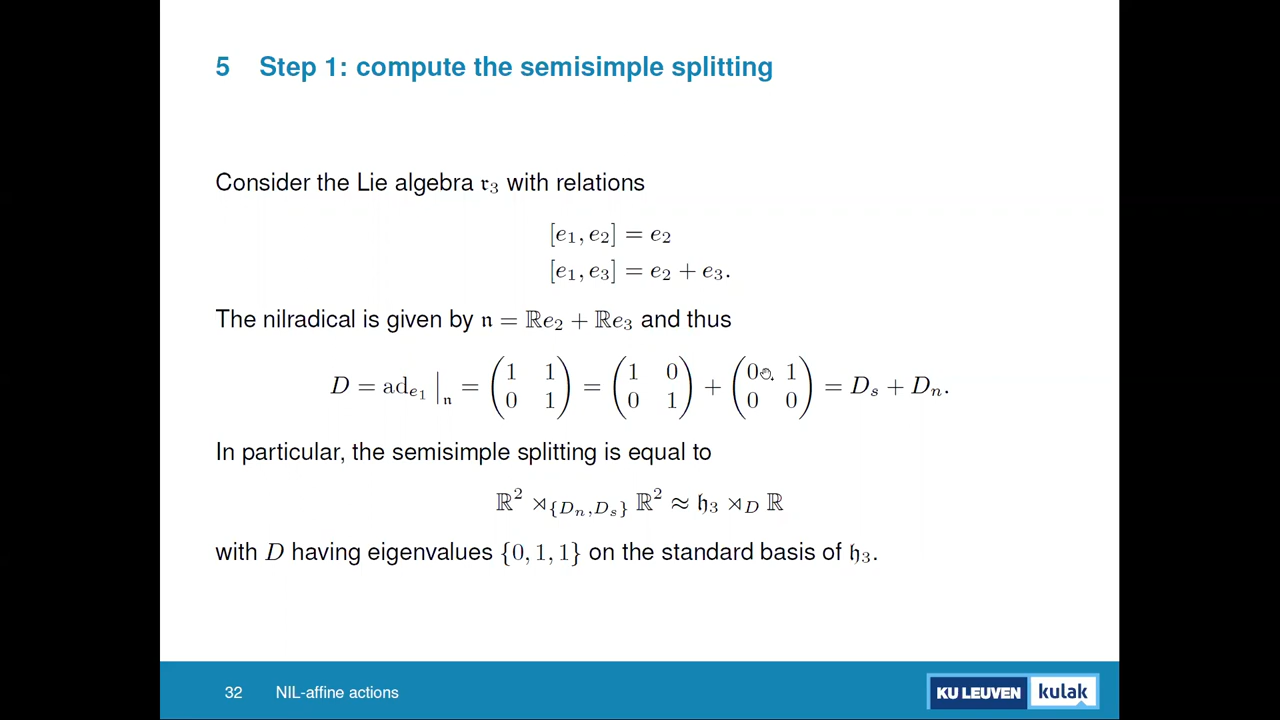 5 Step 1: compute the semisimple splitting
Consider the Lie algebra 𝔯₃ with relations
[e₁, e₂] = e₂
[e₁, e₃] = e₂ + e₃.
The nilradical is given by 𝔫 = ℝe₂ + ℝe₃ and thus
D = ad_{e₁} |_𝔫 = (1 1; 0 1) = (1 0; 0 1) + (0 1; 0 0) = D_s + D_n.
In particular, the semisimple splitting is equal to
ℝ² ⋊_{{D_n, D_s}} ℝ² ≈ 𝔥₃ ⋊_D ℝ
with D having eigenvalues {0, 1, 1} on the standard basis of 𝔥₃.
32 NIL-affine actions
KU LEUVEN kulak